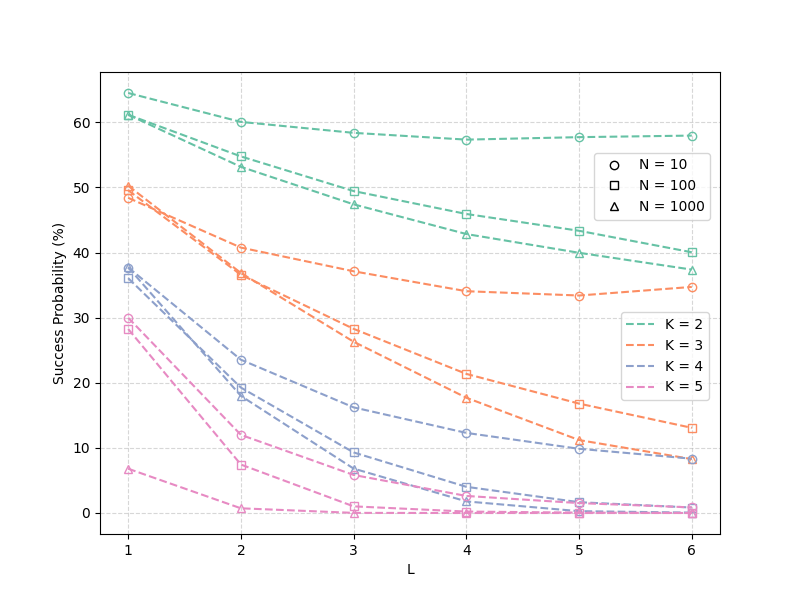 60
50
40
30
20
10
0
Success Probability (%)
N = 10
N = 100
N = 1000
K = 2
K = 3
K = 4
K = 5
1 2 3 4 5 6
L